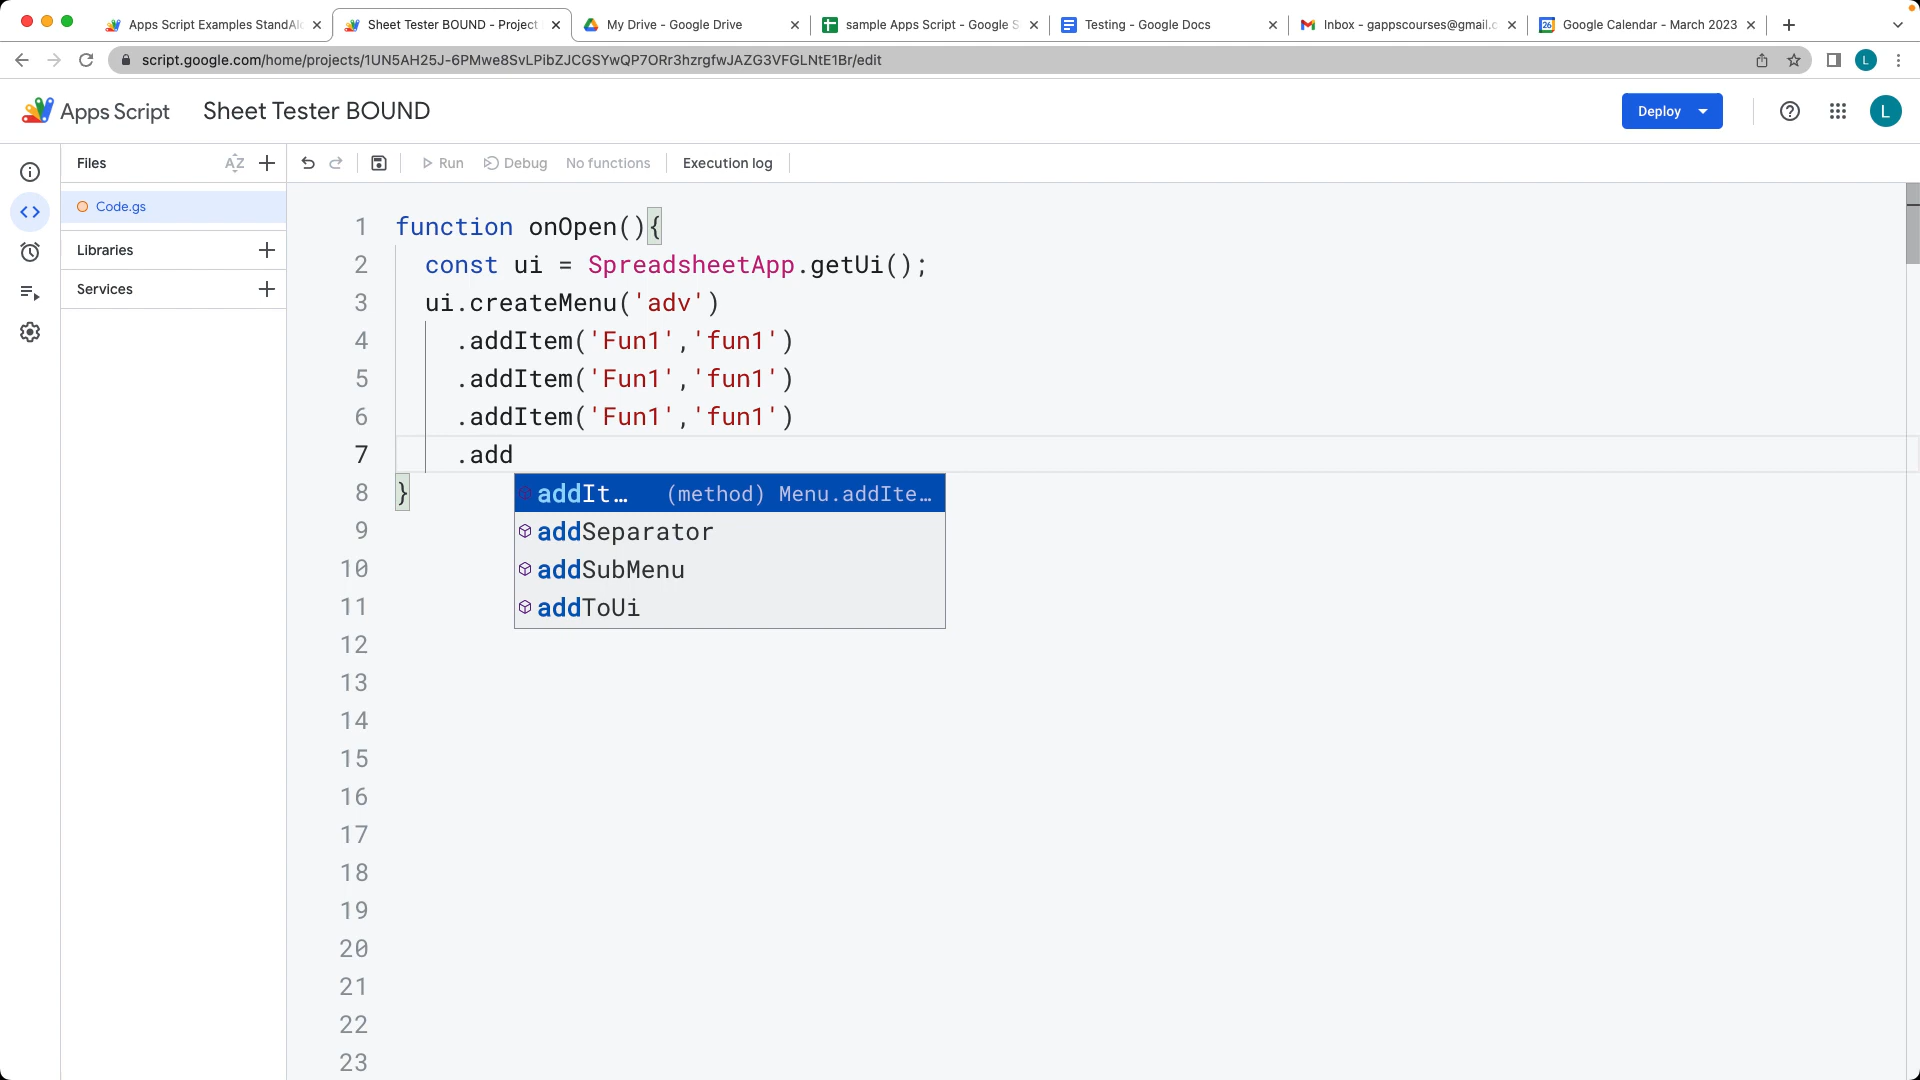 Apps Script Examples StandAlo
Sheet Tester BOUND - Project
My Drive - Google Drive
sample Apps Script - Google S
Testing - Google Docs
Inbox - gappscourses@gmail.c
Google Calendar - March 2023
script.google.com/home/projects/1UN5AH25J-6PMwe8SvLPibZJCGSYwQP7ORr3hzrgfwJAZG3VFGLNtE1Br/edit
L
Apps Script
Sheet Tester BOUND
Deploy
L
Files
AZ
Run
Debug
No functions
Execution log
Code.gs
Libraries
Services
1 function onOpen(){
2 const ui = SpreadsheetApp.getUi();
3 ui.createMenu('adv')
4 .addItem('Fun1','fun1')
5 .addItem('Fun1','fun1')
6 .addItem('Fun1','fun1')
7 .add
8 }
addIt… (method) Menu.addIte…
9
addSeparator
10
addSubMenu
11
addToUi
12
13
14
15
16
17
18
19
20
21
22
23